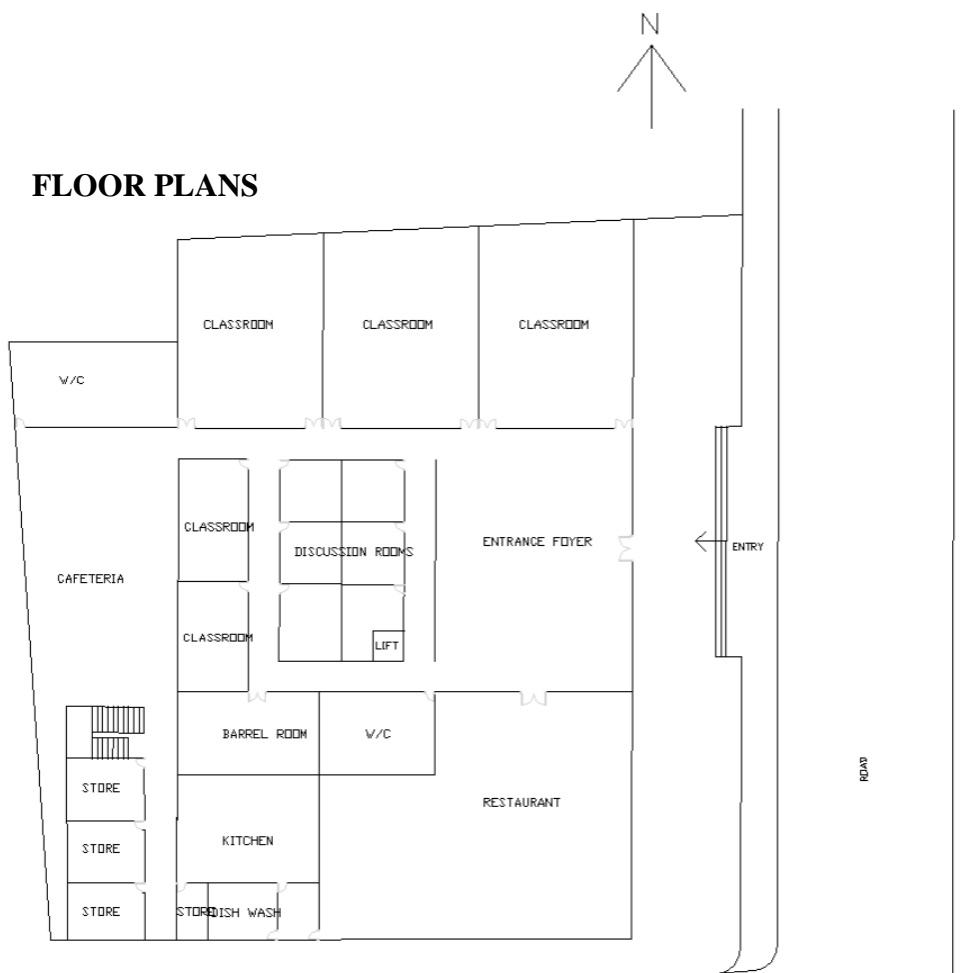 N
FLOOR PLANS
CLASSROOM CLASSROOM CLASSROOM
W/C
CLASSROOM
DISCUSSION ROOMS
ENTRANCE FOYER
ENTRY
CAFETERIA
CLASSROOM
LIFT
BARREL ROOM
W/C
ROAD
STORE
RESTAURANT
KITCHEN
STORE
STORE
STORE
DISH WASH